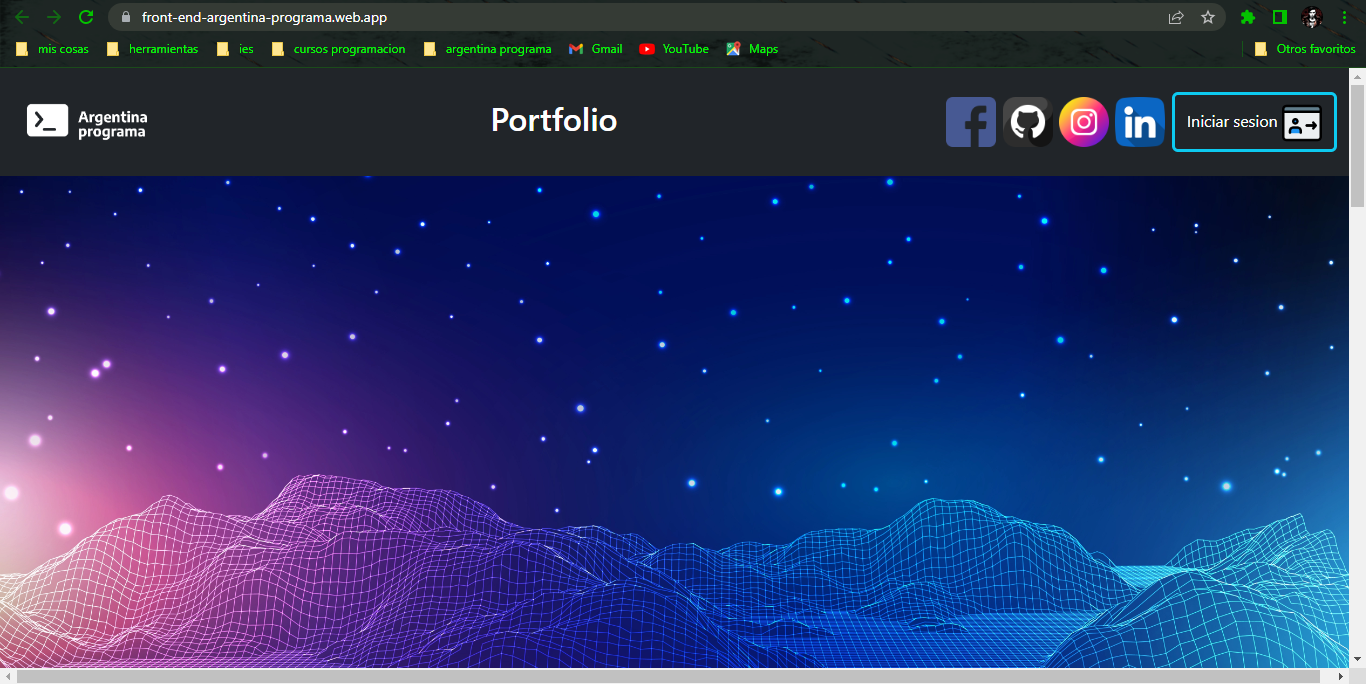 front-end-argentina-programa.web.app
mis cosas herramientas ies cursos programacion argentina programa Gmail YouTube Maps Otros favoritos
Argentina
programa
Portfolio
in
Iniciar sesion